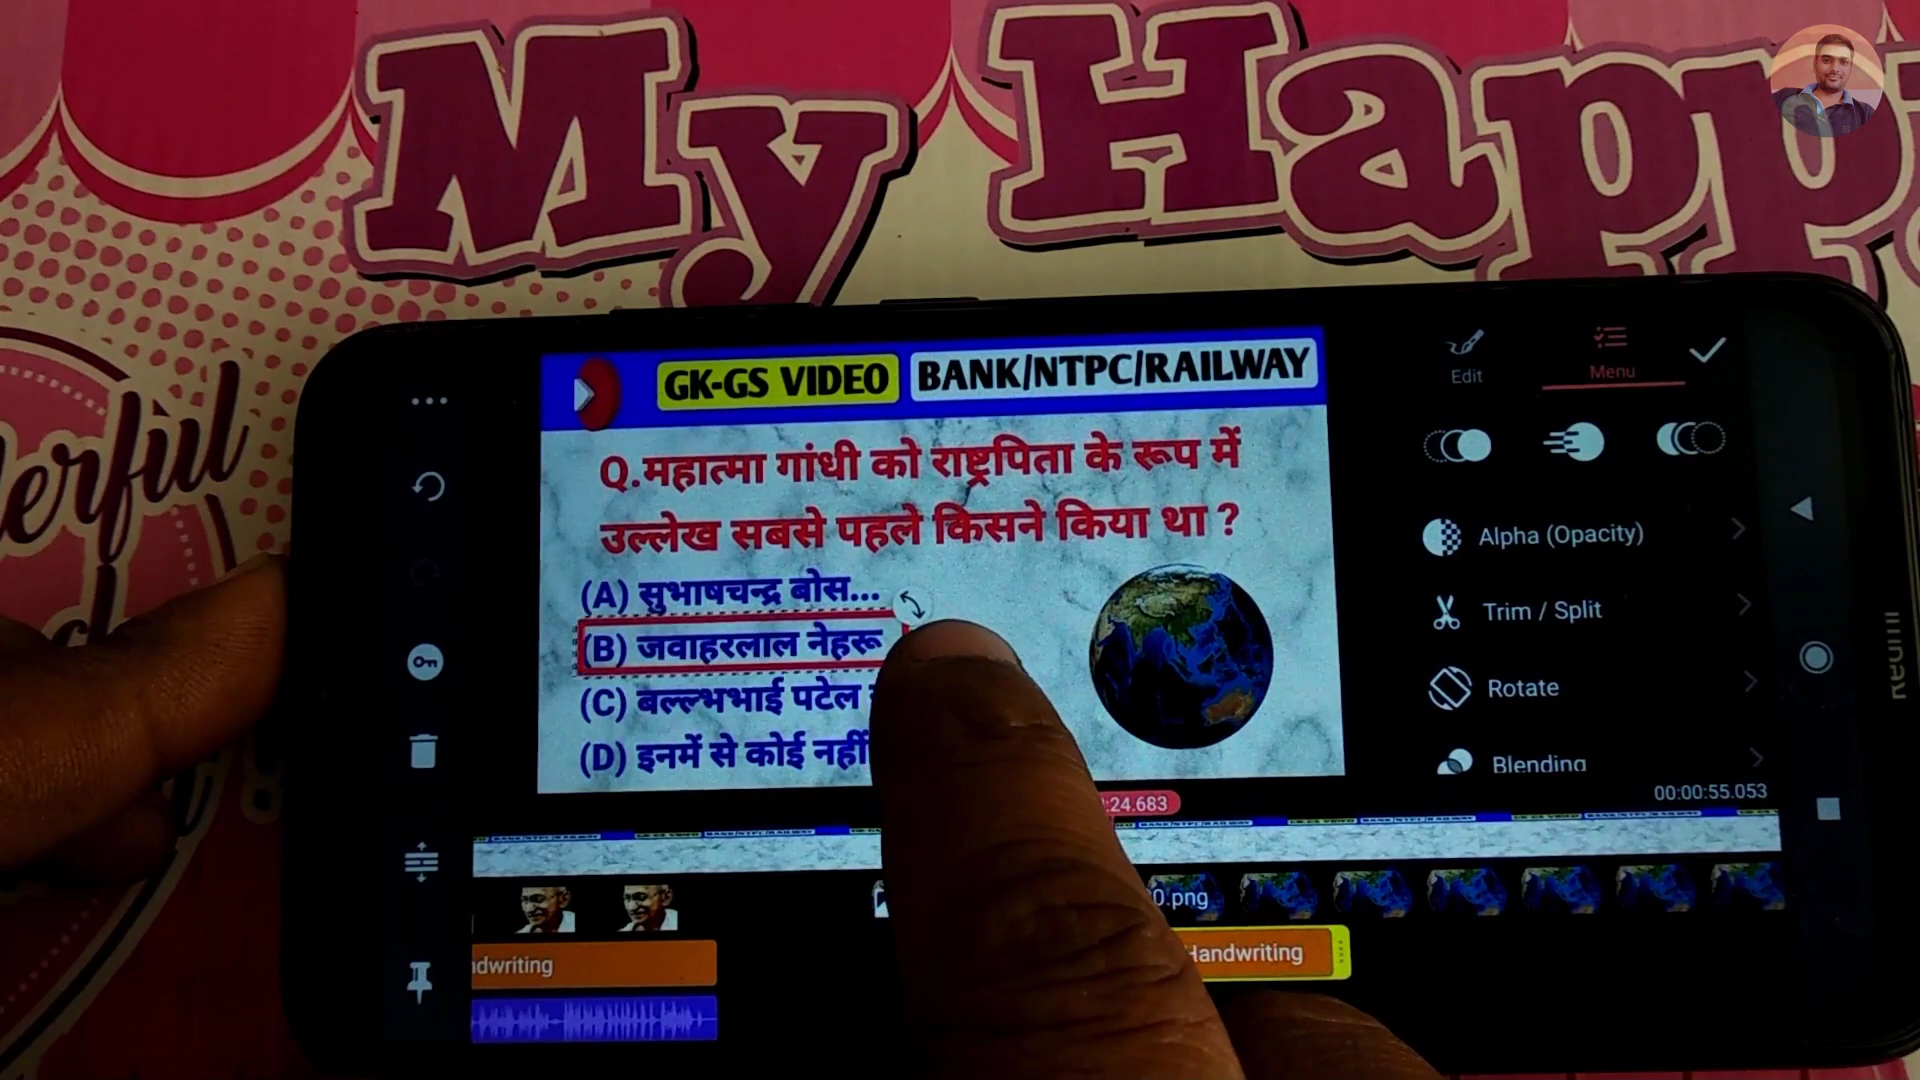 My Happy
erful
GK-GS VIDEO BANK/NTPC/RAILWAY
Q.महात्मा गांधी को राष्ट्रपिता के रूप में
उल्लेख सबसे पहले किसने किया था ?
(A) सुभाषचन्द्र बोस...
(B) जवाहरलाल नेहरू
(C) बल्लभभाई पटेल
(D) इनमें से कोई नहीं
Edit
Menu
Alpha (Opacity)
Trim / Split
Rotate
Blending
00:00:55.053
:24.683
0.png
dwriting
Handwriting
Redmi